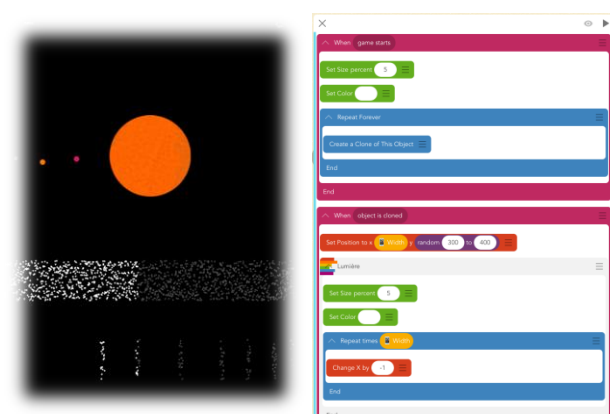 When game starts
Set Size percent 5
Set Color
Repeat Forever
Create a Clone of This Object
End
End
When object is cloned
Set Position to x Width y random 300 to 400
Lumière
Set Size percent 5
Set Color
Repeat times Width
Change X by -1
End